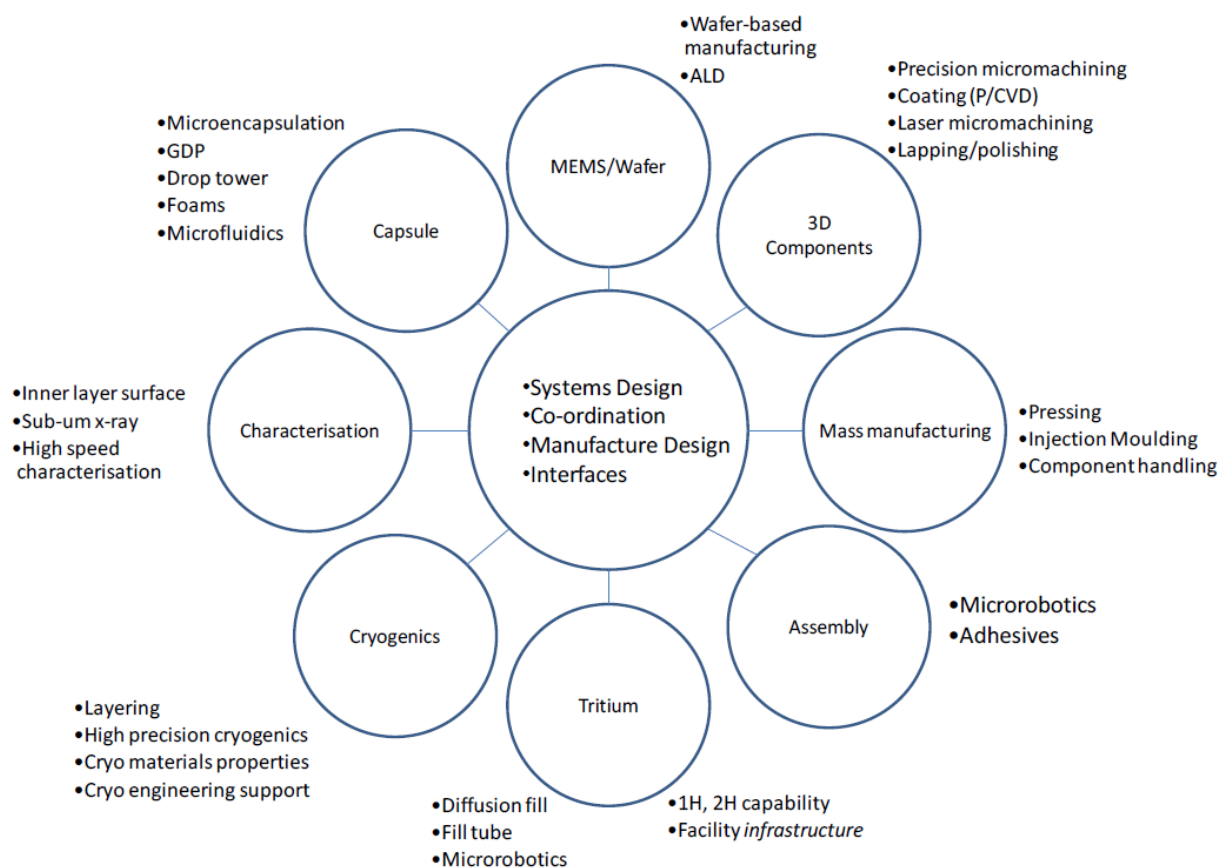 •Wafer-based
manufacturing
•ALD
MEMS/Wafer
•Precision micromachining
•Coating (P/CVD)
•Laser micromachining
•Lapping/polishing
3D
Components
•Microencapsulation
•GDP
•Drop tower
•Foams
•Microfluidics
Capsule
•Inner layer surface
•Sub-um x-ray
•High speed
characterisation
Characterisation
•Systems Design
•Co-ordination
•Manufacture Design
•Interfaces
Mass manufacturing
•Pressing
•Injection Moulding
•Component handling
Cryogenics
•Layering
•High precision cryogenics
•Cryo materials properties
•Cryo engineering support
Tritium
•Diffusion fill
•Fill tube
•Microrobotics
•1H, 2H capability
•Facility infrastructure
Assembly
•Microrobotics
•Adhesives